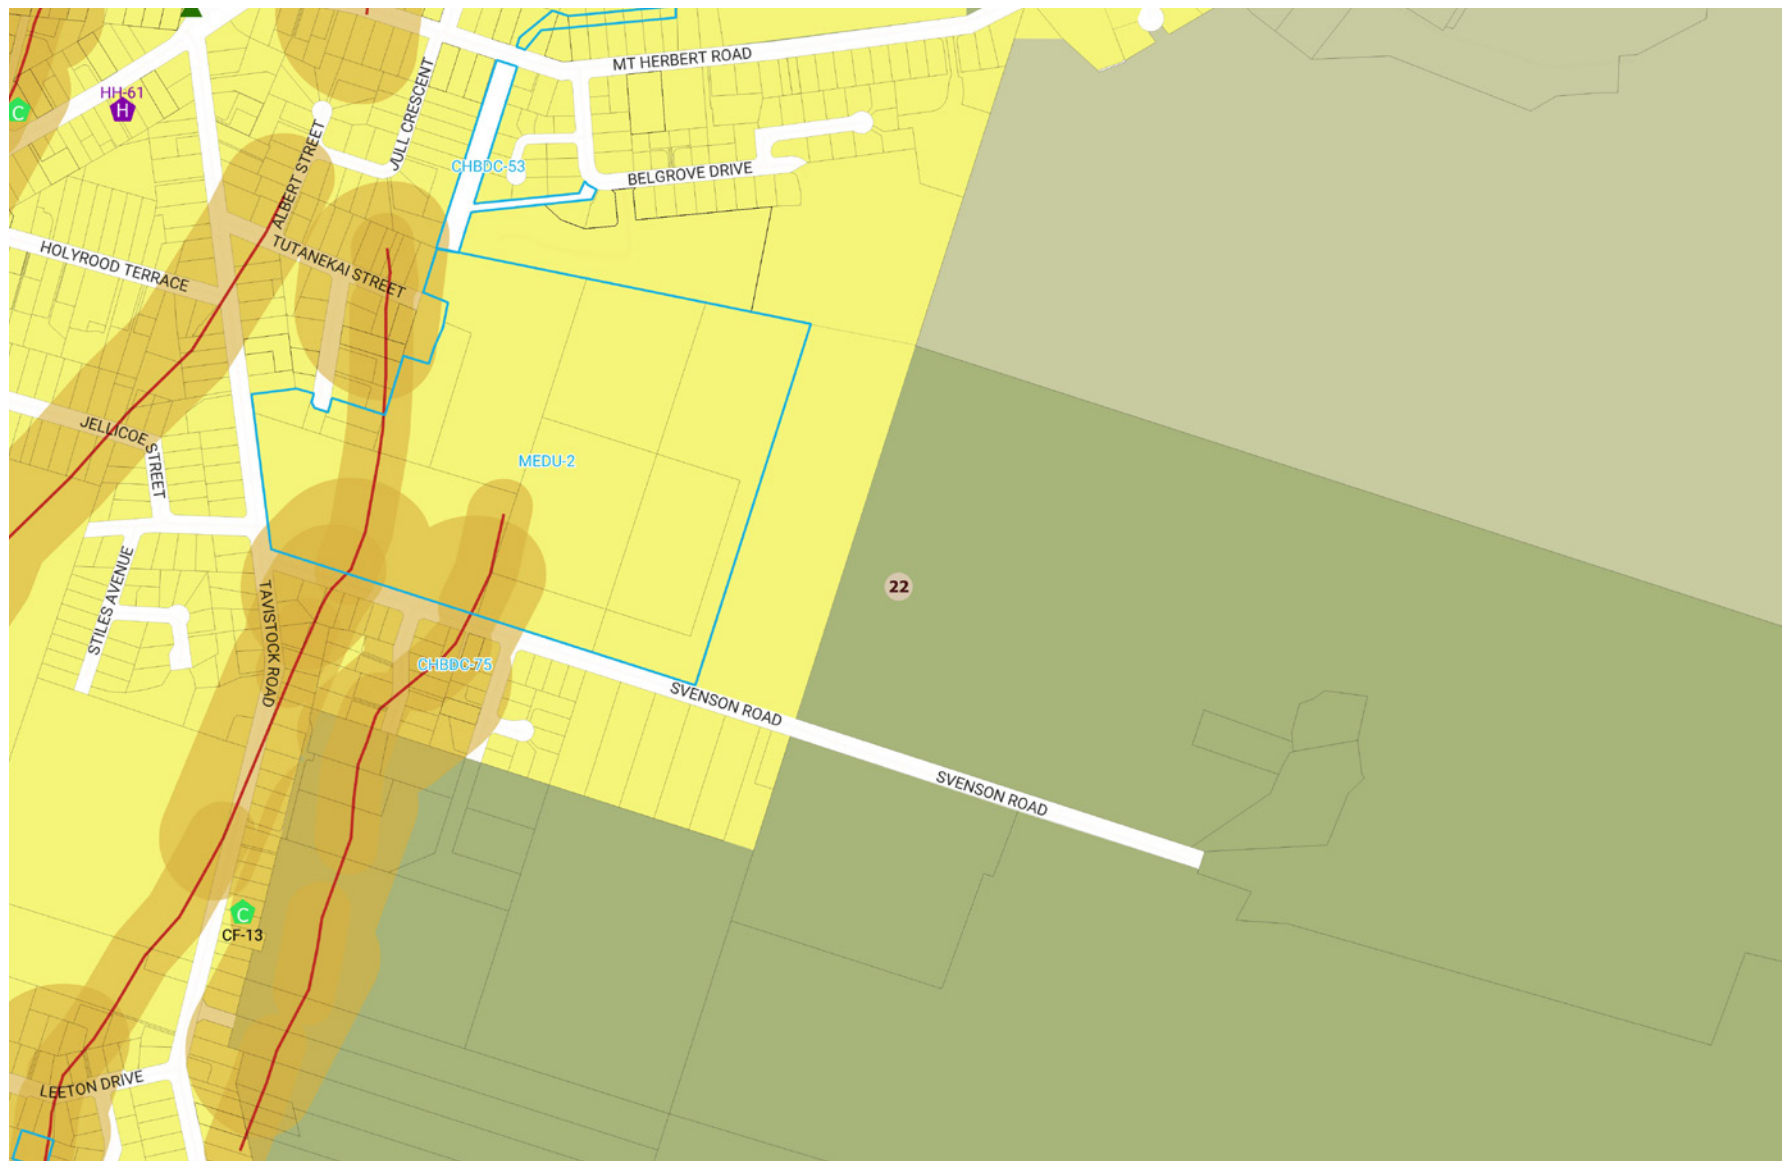 MT HERBERT ROAD
HH-61
H
C
JULL CRESCENT
ALBERT STREET
CHBDC-53
BELGROVE DRIVE
HOLYROOD TERRACE
TUTANEKAI STREET
JELLICOE
STREET
MEDU-2
STILES AVENUE
22
TAVISTOCK ROAD
CHBDC-75
SVENSON ROAD
SVENSON ROAD
C
CF-13
LEETON DRIVE